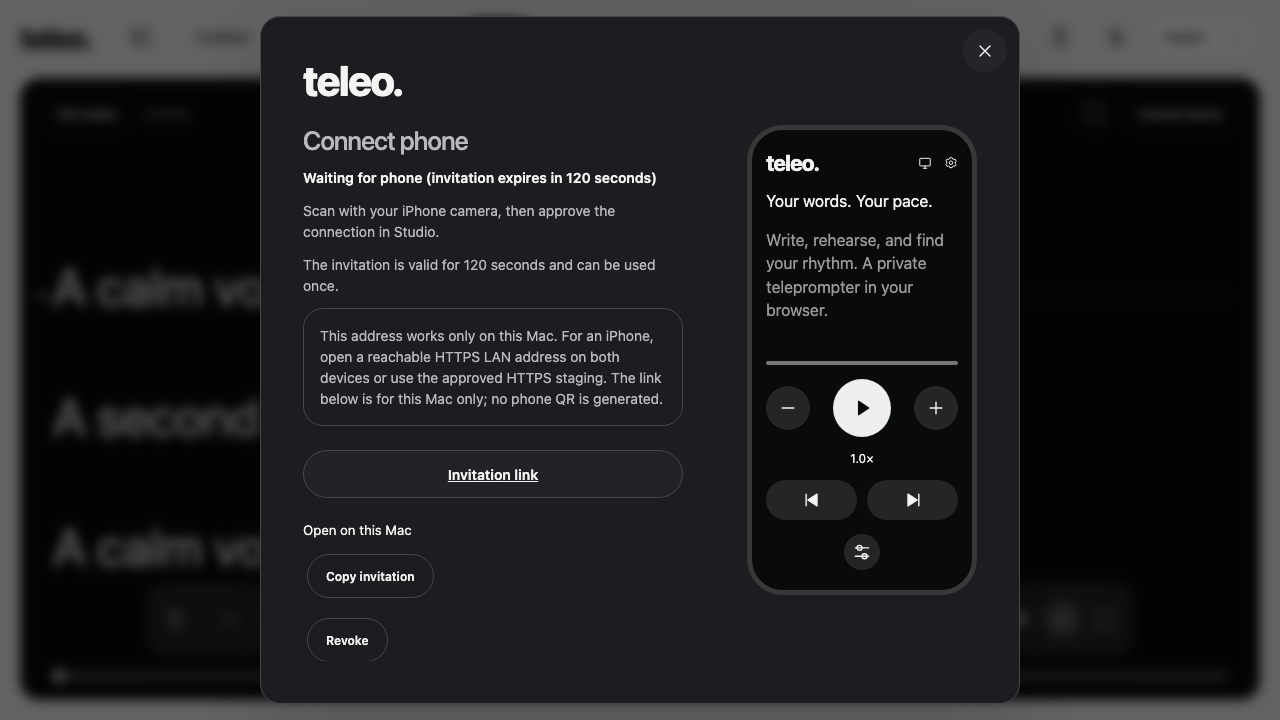 teleo.
Connect phone
Waiting for phone (invitation expires in 120 seconds)
Scan with your iPhone camera, then approve the
connection in Studio.
The invitation is valid for 120 seconds and can be used
once.
This address works only on this Mac. For an iPhone,
open a reachable HTTPS LAN address on both
devices or use the approved HTTPS staging. The link
below is for this Mac only; no phone QR is generated.
Invitation link
Open on this Mac
Copy invitation
Revoke
teleo.
Your words. Your pace.
Write, rehearse, and find
your rhythm. A private
teleprompter in your
browser.
1.0×
teleo.
A calm
A second
A calm